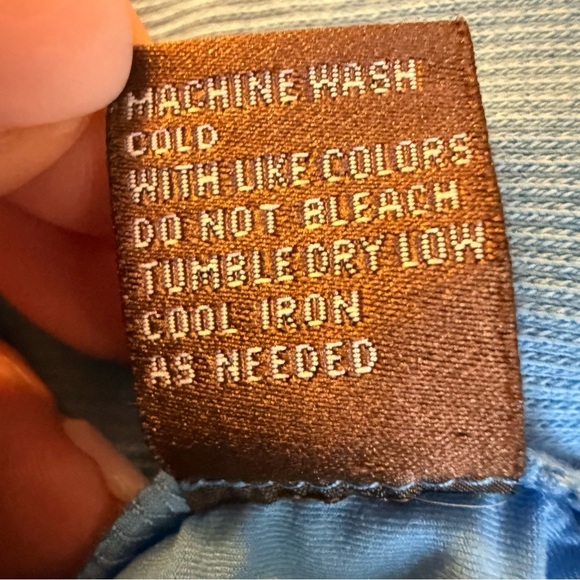 MACHINE WASH
COLD
WITH LIKE COLORS
DO NOT BLEACH
TUMBLE DRY LOW
COOL IRON
AS NEEDED